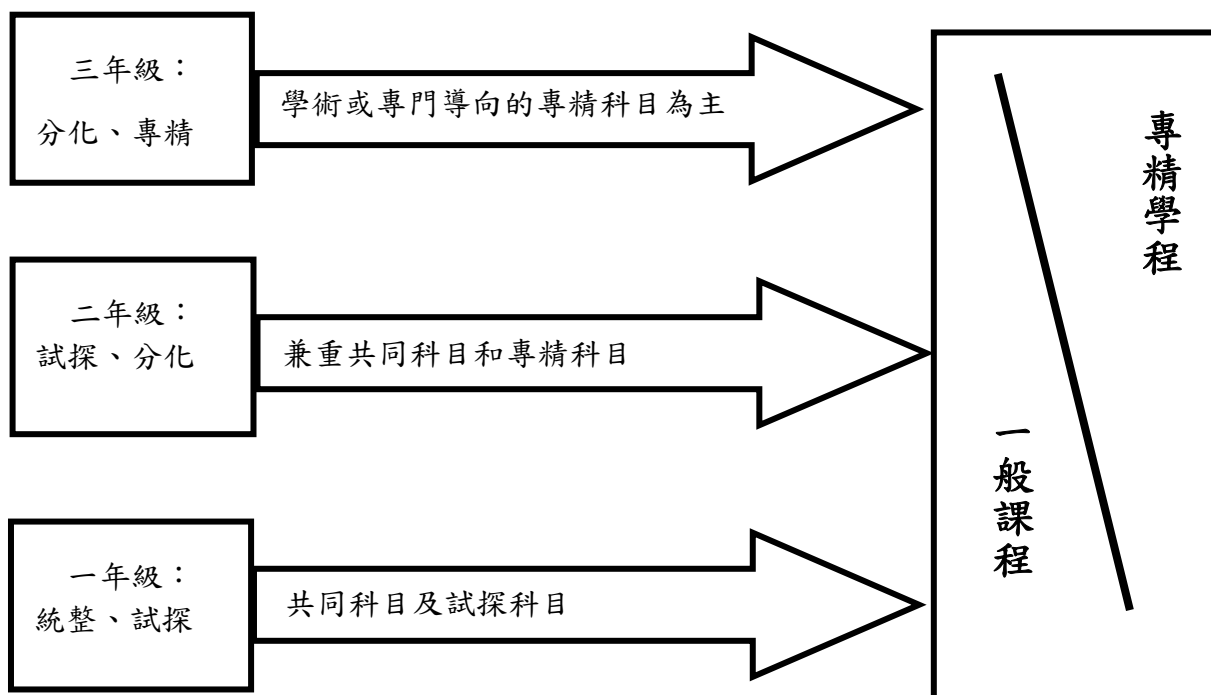 三年級：
分化、專精
學術或專門導向的專精科目為主
專精學程
二年級：
試探、分化
兼重共同科目和專精科目
一般課程
一年級：
統整、試探
共同科目及試探科目